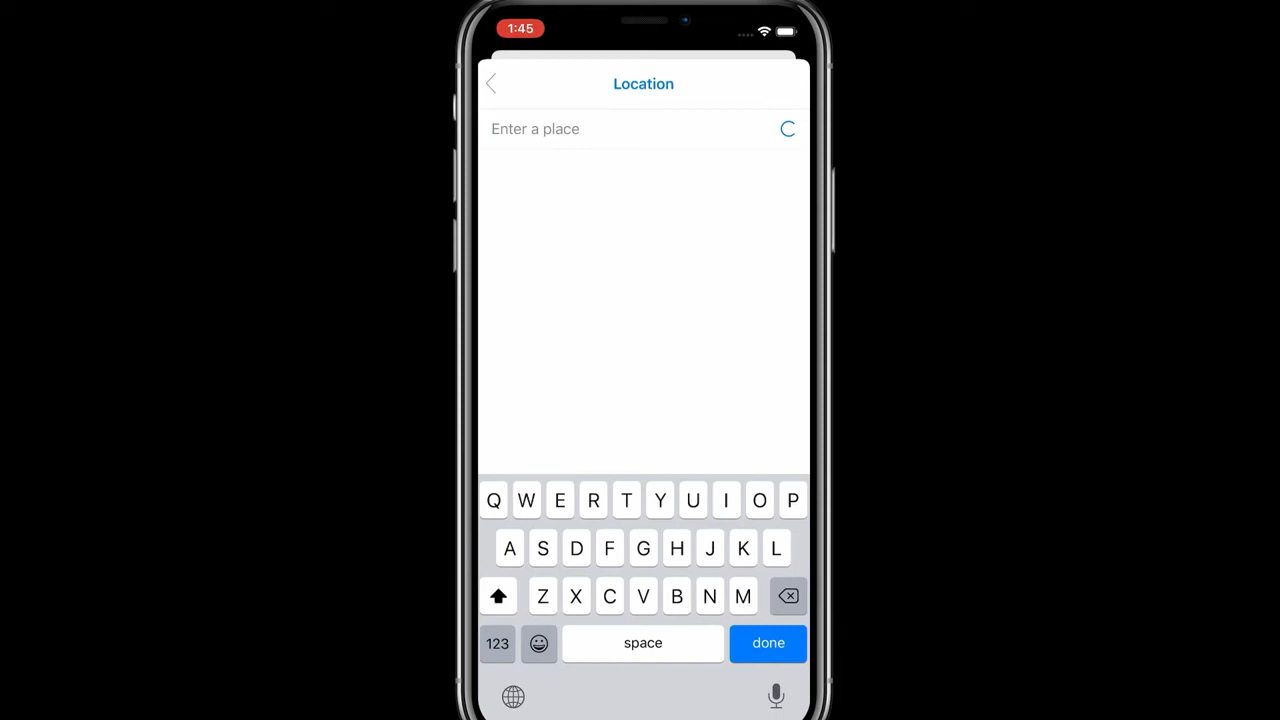 1:45
Location
Enter a place
Q W E R T Y U I O P
A S D F G H J K L
Z X C V B N M
123 space done